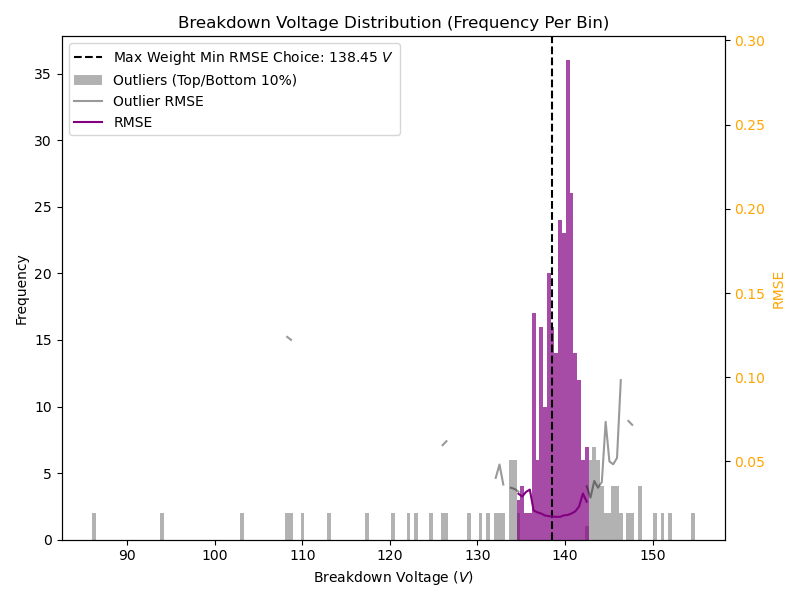 Breakdown Voltage Distribution (Frequency Per Bin)
Max Weight Min RMSE Choice: 138.45 V
Outliers (Top/Bottom 10%)
Outlier RMSE
RMSE
Frequency
35
30
25
20
15
10
5
0
0.30
0.25
0.20
0.15
0.10
0.05
RMSE
90 100 110 120 130 140 150
Breakdown Voltage (V)